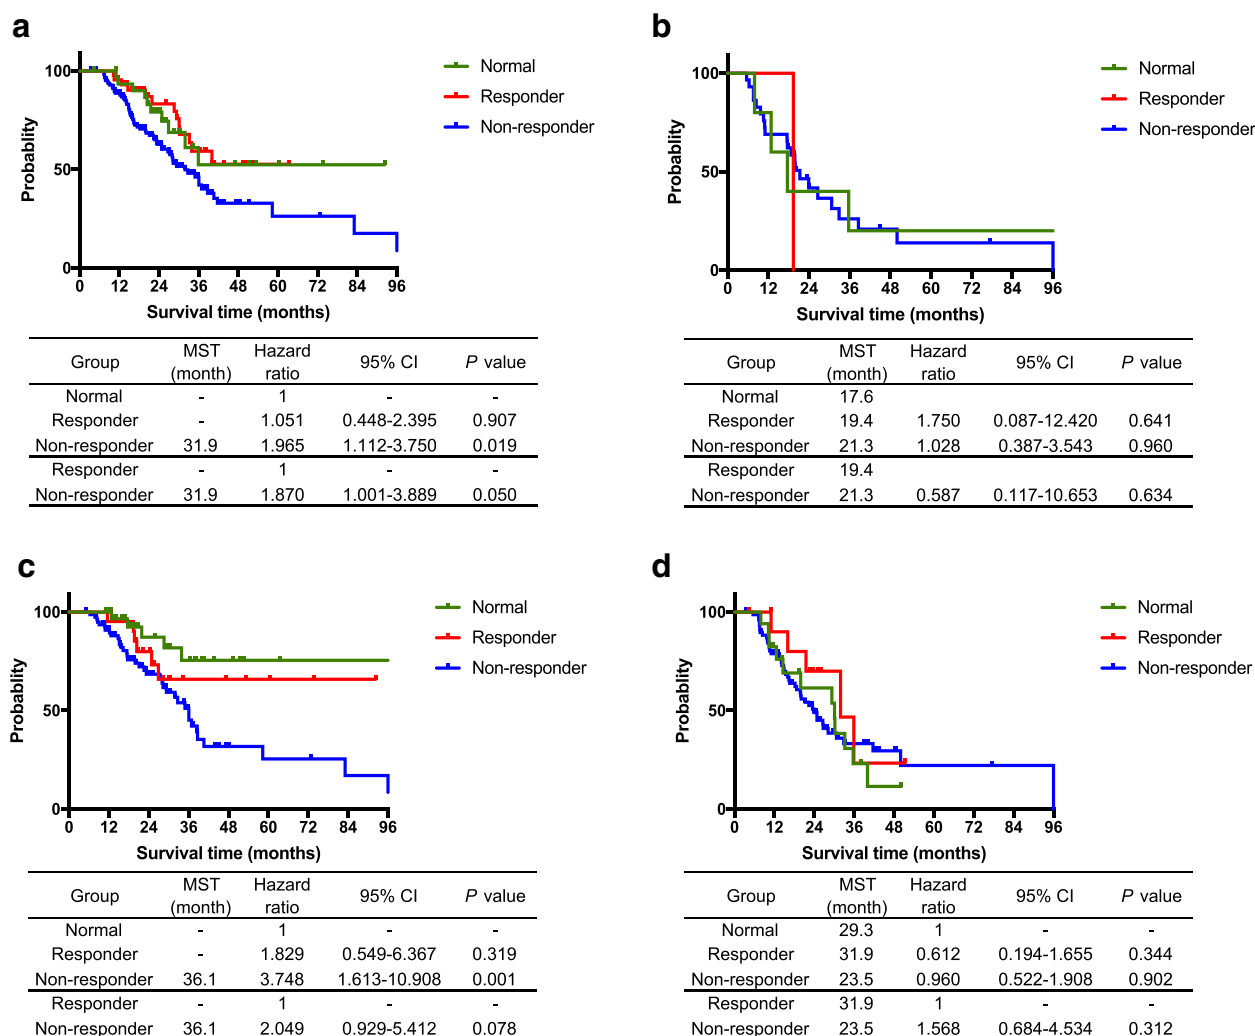 a
Normal
Responder
Non-responder
Probablity
100
50
0
0 12 24 36 48 60 72 84 96
Survival time (months)
Group MST (month) Hazard ratio 95% CI P value
Normal - 1 - -
Responder - 1.051 0.448-2.395 0.907
Non-responder 31.9 1.965 1.112-3.750 0.019
Responder - 1 - -
Non-responder 31.9 1.870 1.001-3.889 0.050
b
Normal
Responder
Non-responder
Probablity
100
50
0
0 12 24 36 48 60 72 84 96
Survival time (months)
Group MST (month) Hazard ratio 95% CI P value
Normal 17.6
Responder 19.4 1.750 0.087-12.420 0.641
Non-responder 21.3 1.028 0.387-3.543 0.960
Responder 19.4
Non-responder 21.3 0.587 0.117-10.653 0.634
c
Normal
Responder
Non-responder
Probablity
100
50
0
0 12 24 36 48 60 72 84 96
Survival time (months)
Group MST (month) Hazard ratio 95% CI P value
Normal - 1 - -
Responder - 1.829 0.549-6.367 0.319
Non-responder 36.1 3.748 1.613-10.908 0.001
Responder - 1 - -
Non-responder 36.1 2.049 0.929-5.412 0.078
d
Normal
Responder
Non-responder
Probablity
100
50
0
0 12 24 36 48 60 72 84 96
Survival time (months)
Group MST (month) Hazard ratio 95% CI P value
Normal 29.3 1 - -
Responder 31.9 0.612 0.194-1.655 0.344
Non-responder 23.5 0.960 0.522-1.908 0.902
Responder 31.9 1 - -
Non-responder 23.5 1.568 0.684-4.534 0.312